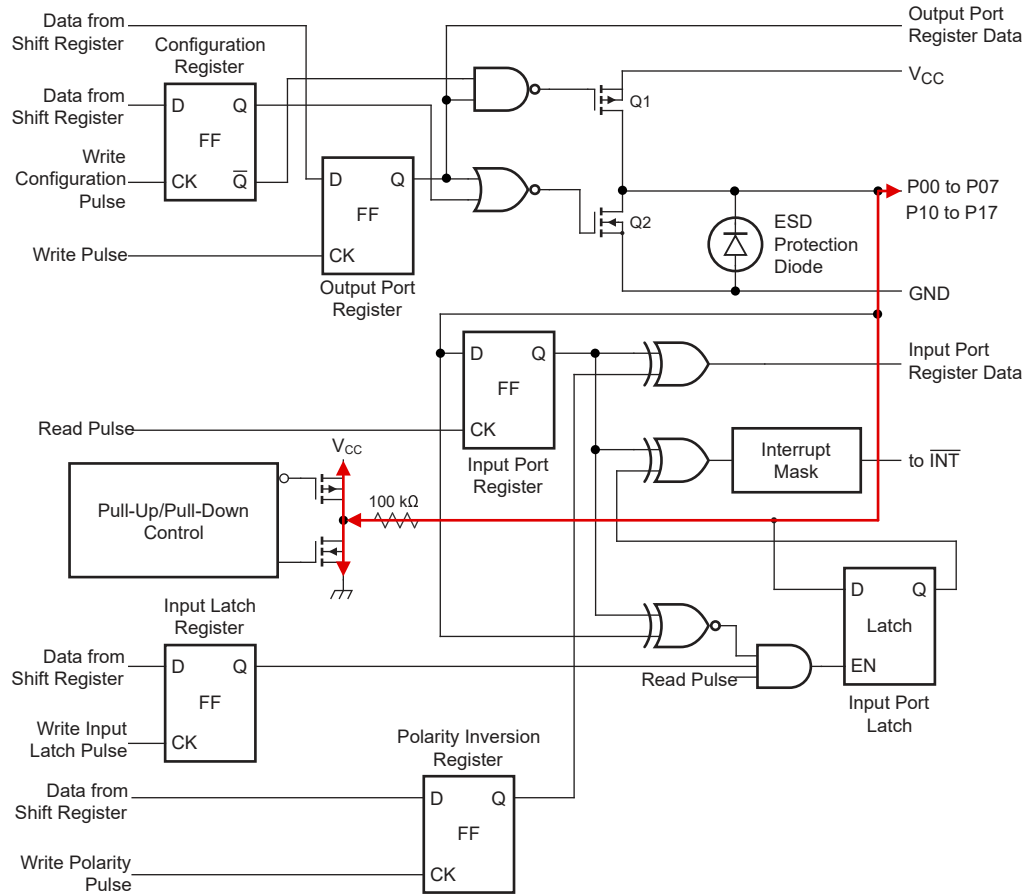 Data from
Shift Register
Configuration
Register
Data from
Shift Register
D
Q
FF
Write
Configuration
Pulse
CK
Q
D
Q
FF
CK
Write Pulse
Output Port
Register
Output Port
Register Data
VCC
Q1
P00 to P07
P10 to P17
Q2
ESD
Protection
Diode
GND
D
Q
FF
CK
Read Pulse
Input Port
Register
Input Port
Register Data
Interrupt
Mask
to INT
VCC
100 kΩ
Pull-Up/Pull-Down
Control
D
Q
Latch
EN
Input Port
Latch
Read Pulse
Input Latch
Register
Data from
Shift Register
D
Q
FF
Write Input
Latch Pulse
CK
Polarity Inversion
Register
Data from
Shift Register
D
Q
FF
Write Polarity
Pulse
CK